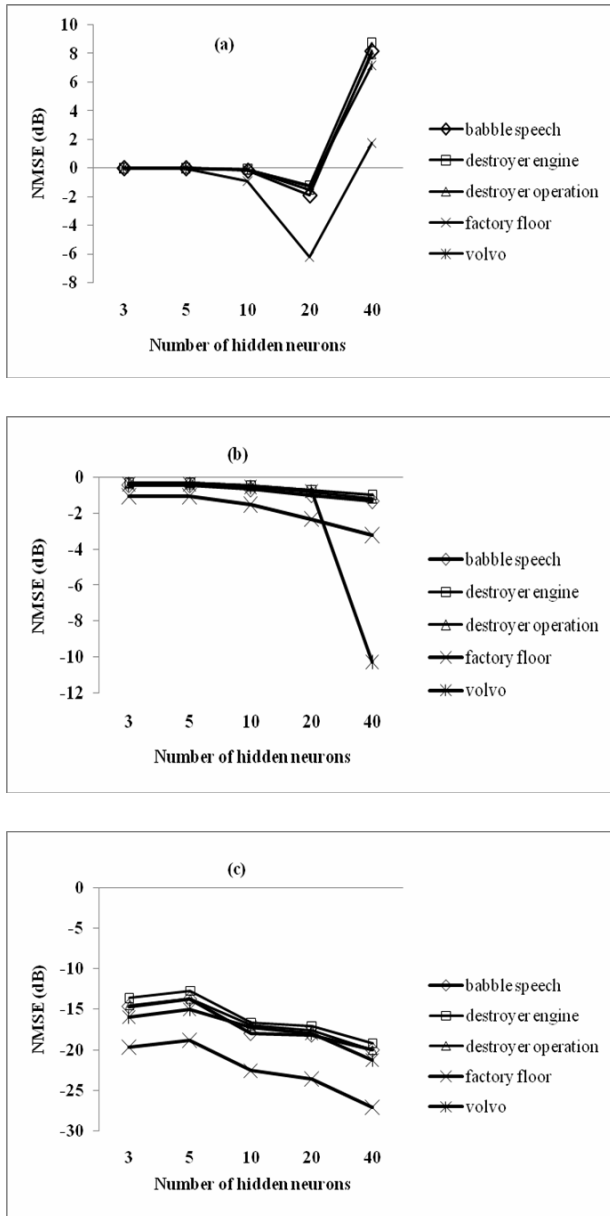 (a)
10
8
6
4
2
0
-2
-4
-6
-8
NMSE (dB)
3 5 10 20 40
Number of hidden neurons
babble speech
destroyer engine
destroyer operation
factory floor
volvo
(b)
0
-2
-4
-6
-8
-10
-12
NMSE (dB)
3 5 10 20 40
Number of hidden neurons
babble speech
destroyer engine
destroyer operation
factory floor
volvo
(c)
0
-5
-10
-15
-20
-25
-30
NMSE (dB)
3 5 10 20 40
Number of hidden neurons
babble speech
destroyer engine
destroyer operation
factory floor
volvo